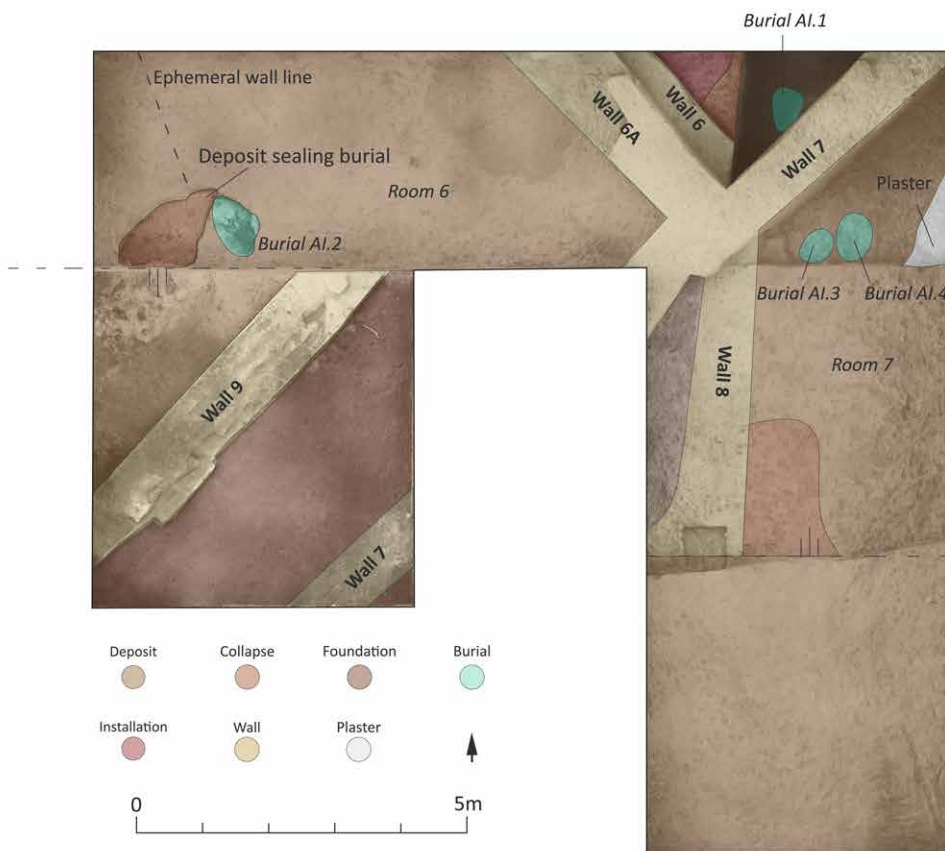 Burial AI.1
Ephemeral wall line
Wall 6A
Wall 6
Wall 7
Deposit sealing burial
Room 6
Plaster
Burial AI.2
Burial AI.3
Burial AI.4
Room 7
Wall 9
Wall 8
Wall 7
Deposit
Collapse
Foundation
Burial
Installation
Wall
Plaster
0
5m